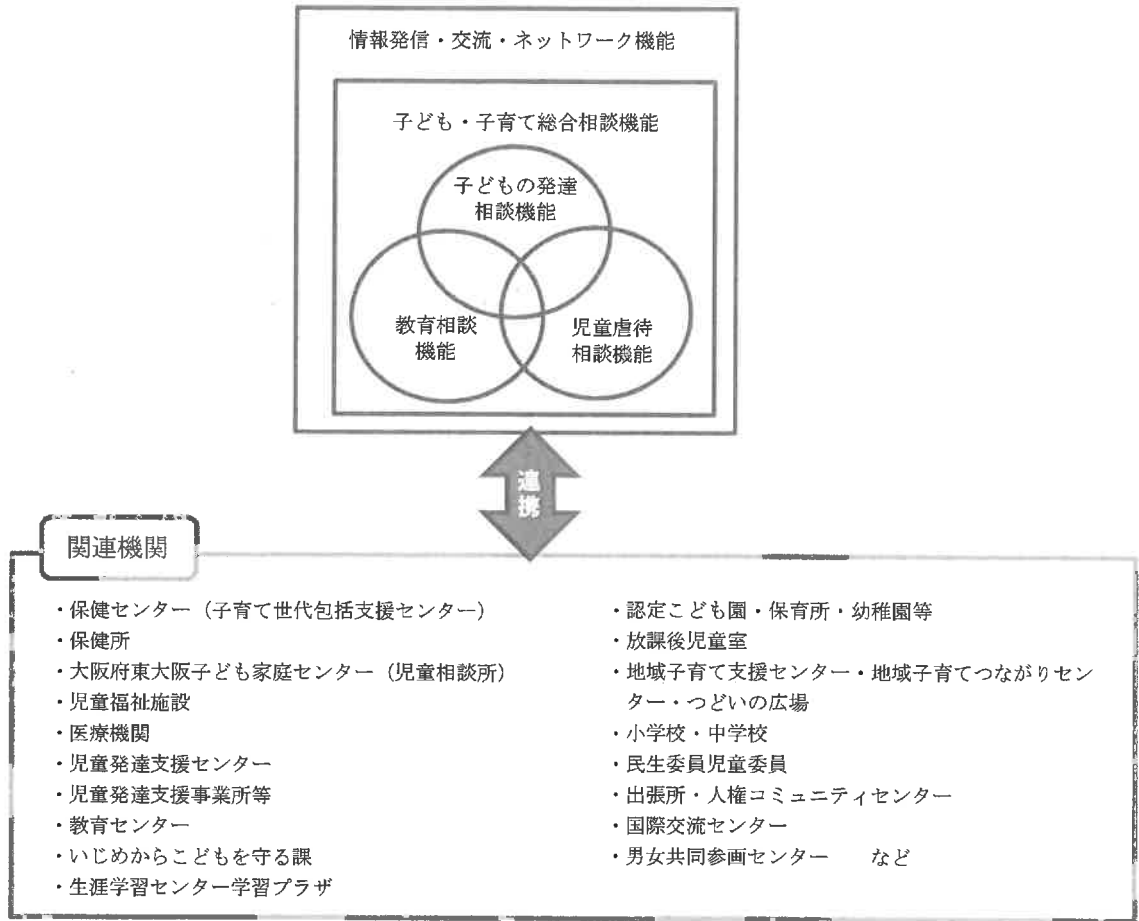 情報発信・交流・ネットワーク機能
子ども・子育て総合相談機能
子どもの発達
相談機能
教育相談
機能
児童虐待
相談機能
連携
関連機関
・保健センター（子育て世代包括支援センター）
・保健所
・大阪府東大阪子ども家庭センター（児童相談所）
・児童福祉施設
・医療機関
・児童発達支援センター
・児童発達支援事業所等
・教育センター
・いじめからこどもを守る課
・生涯学習センター学習プラザ
・認定こども園・保育所・幼稚園等
・放課後児童室
・地域子育て支援センター・地域子育てつながりセン
ター・つどいの広場
・小学校・中学校
・民生委員児童委員
・出張所・人権コミュニティセンター
・国際交流センター
・男女共同参画センター　　など